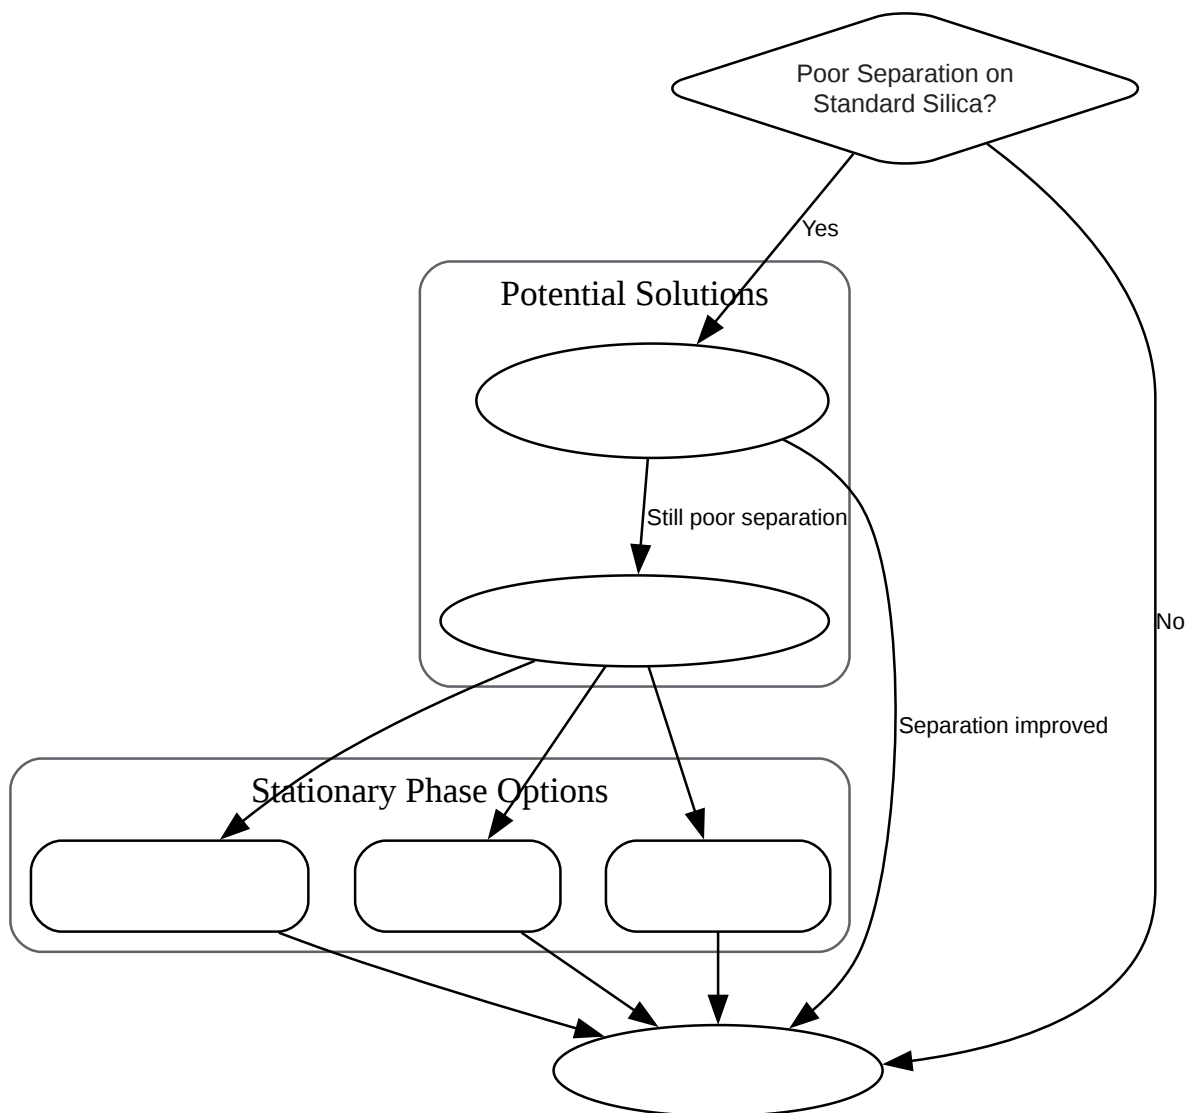 Poor Separation on
Standard Silica?
Yes
Potential Solutions
Still poor separation
No
Separation improved
Stationary Phase Options